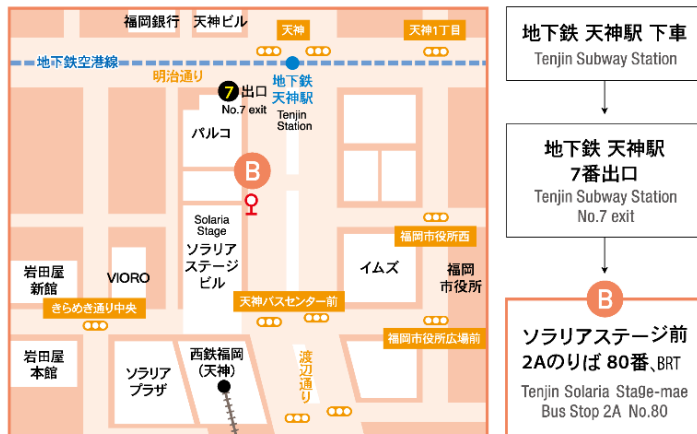 福岡銀行
天神ビル
天神
天神1丁目
地下鉄空港線
明治通り
地下鉄
天神駅
Tenjin
Station
7 出口
No.7 exit
パルコ
B
Solaria
Stage
ソラリア
ステージ
ビル
福岡市役所西
イムズ
福岡
市役所
岩田屋
新館
VIORO
きらめき通り中央
天神バスセンター前
福岡市役所広場前
岩田屋
本館
ソラリア
プラザ
西鉄福岡
(天神)
渡辺通り
地下鉄 天神駅 下車
Tenjin Subway Station
地下鉄 天神駅
7番出口
Tenjin Subway Station
No.7 exit
B
ソラリアステージ前
2Aのりば 80番、BRT
Tenjin Solaria Stage-mae
Bus Stop 2A No.80